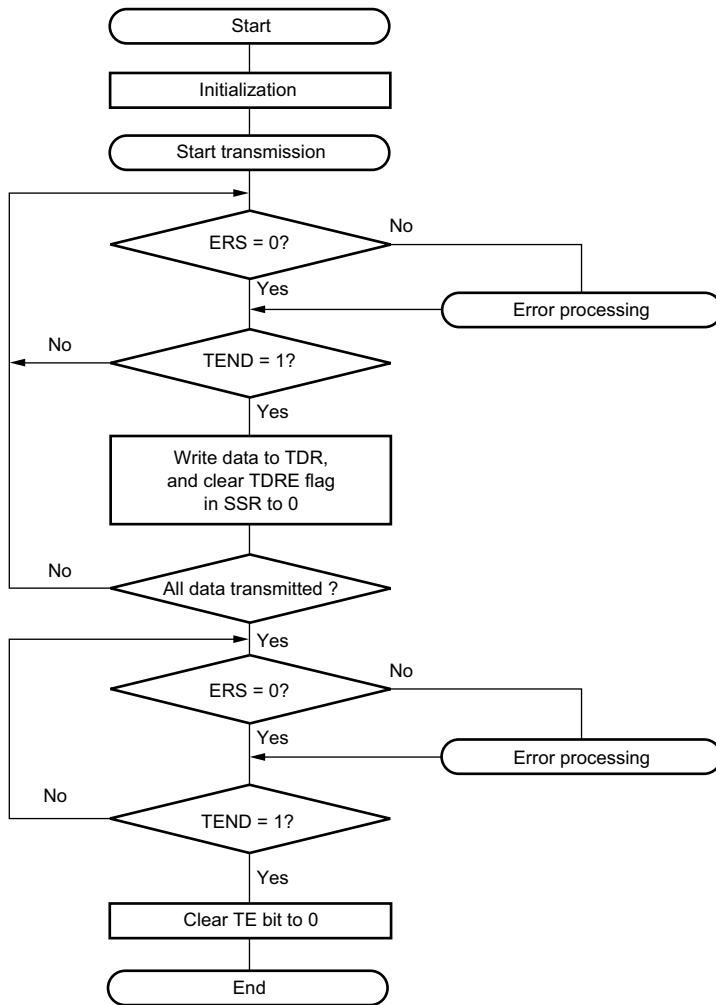 Start
Initialization
Start transmission
ERS = 0?
No
Yes
Error processing
No
TEND = 1?
Yes
Write data to TDR,
and clear TDRE flag
in SSR to 0
No
All data transmitted ?
Yes
No
ERS = 0?
Yes
Error processing
No
TEND = 1?
Yes
Clear TE bit to 0
End